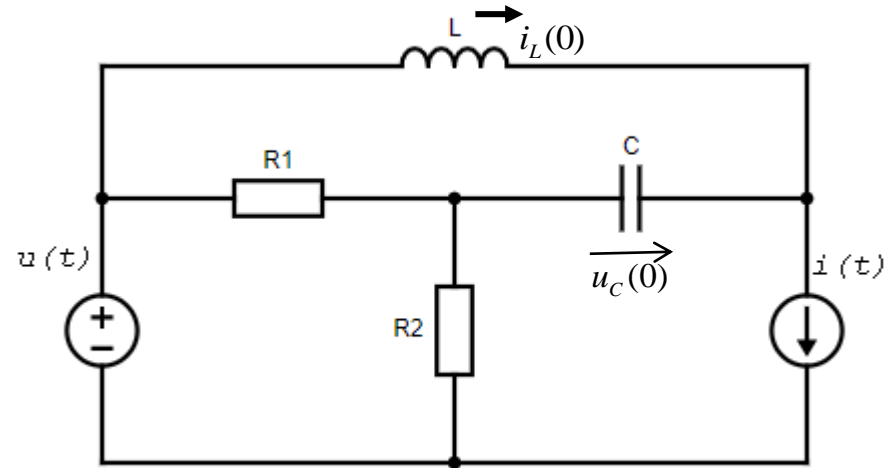 L
i_L(0)
R1
C
u(t)
u_C(0)
i(t)
+
−
R2